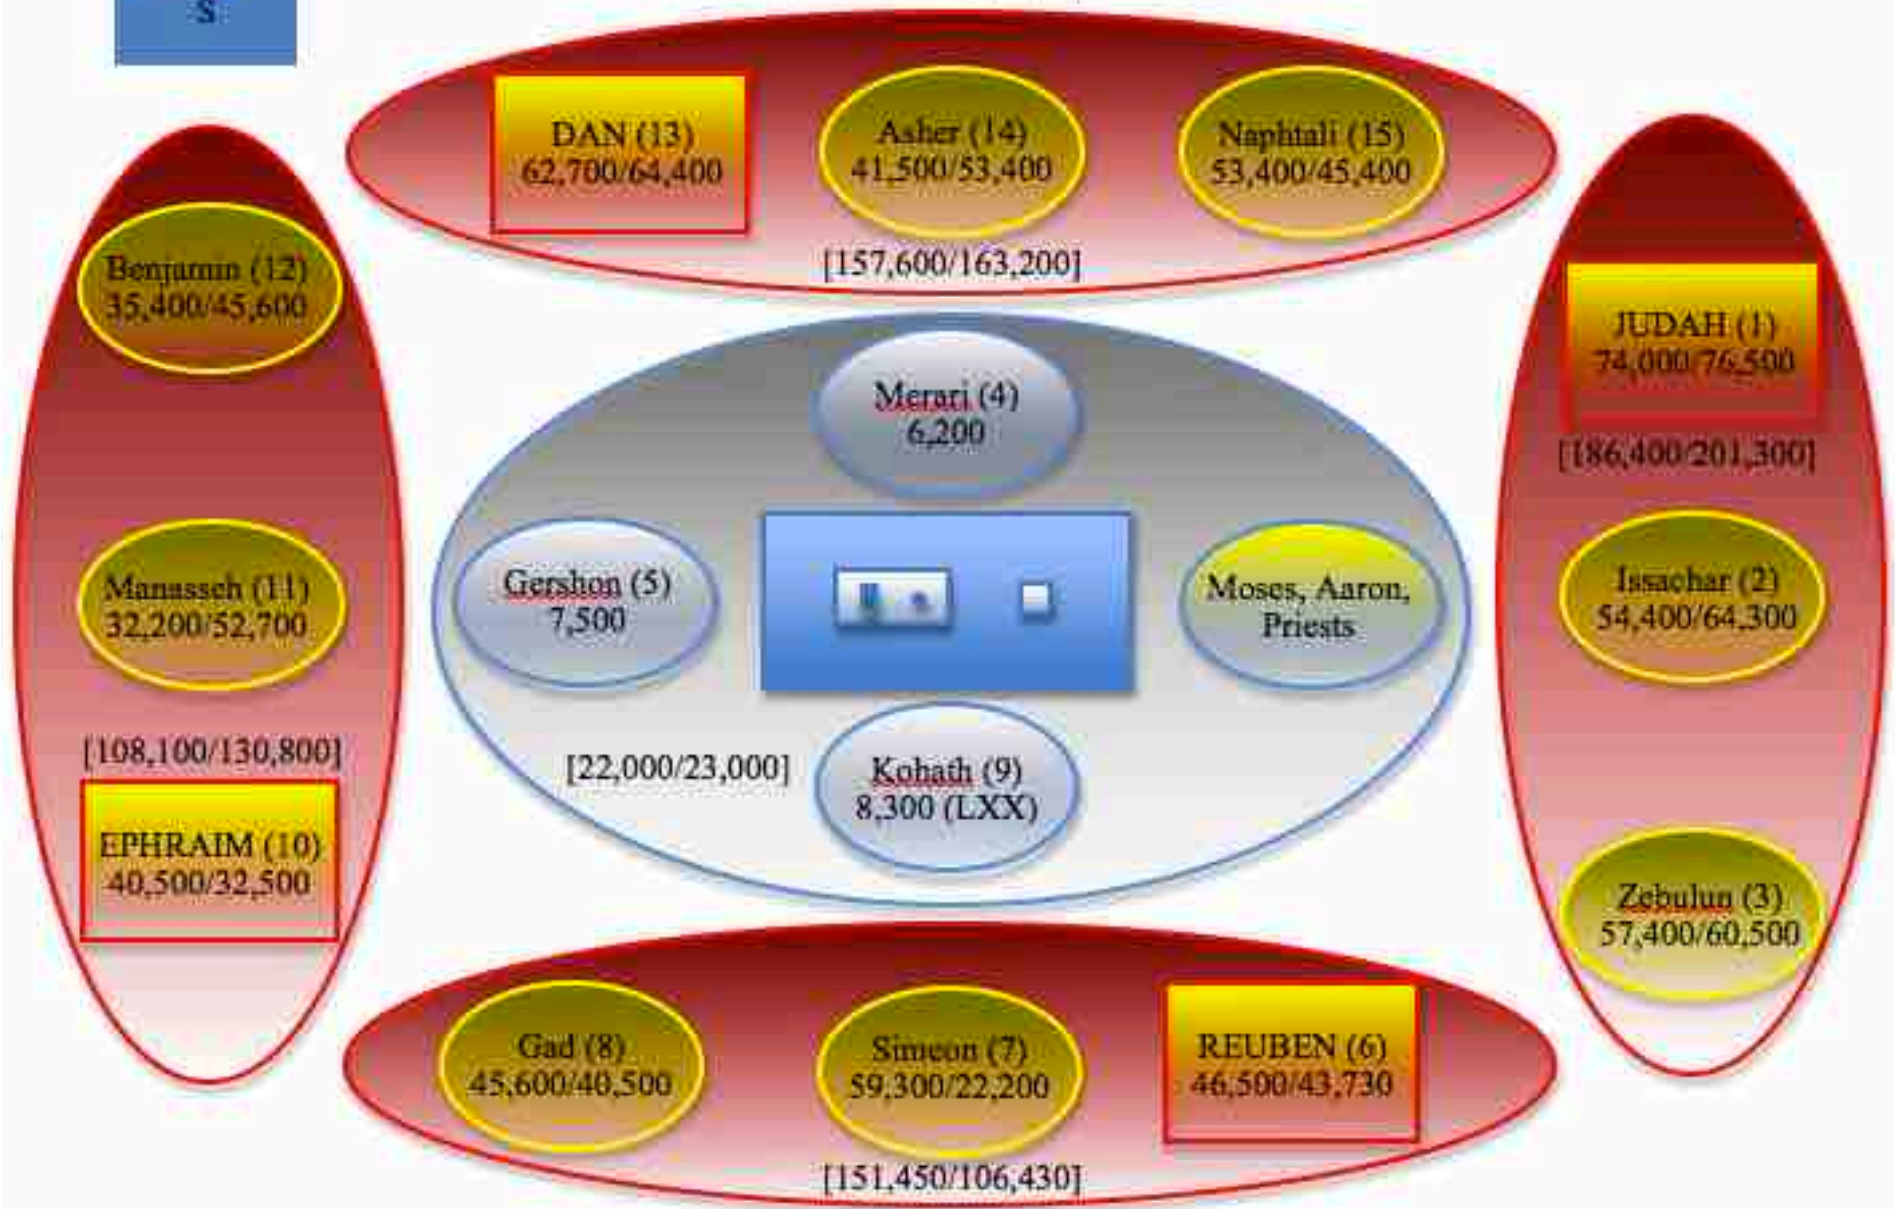 S
DAN (13)
62,700/64,400
Asher (14)
41,500/53,400
Naphtali (15)
53,400/45,400
[157,600/163,200]
Benjamin (12)
35,400/45,600
Manasseh (11)
32,200/52,700
[108,100/130,800]
EPHRAIM (10)
40,500/32,500
Merari (4)
6,200
Gershon (5)
7,500
Moses, Aaron,
Priests
[22,000/23,000]
Kohath (9)
8,300 (LXX)
JUDAH (1)
74,000/76,500
[186,400/201,300]
Issachar (2)
54,400/64,300
Zebulun (3)
57,400/60,500
Gad (8)
45,600/40,500
Simeon (7)
59,300/22,200
REUBEN (6)
46,500/43,730
[151,450/106,430]